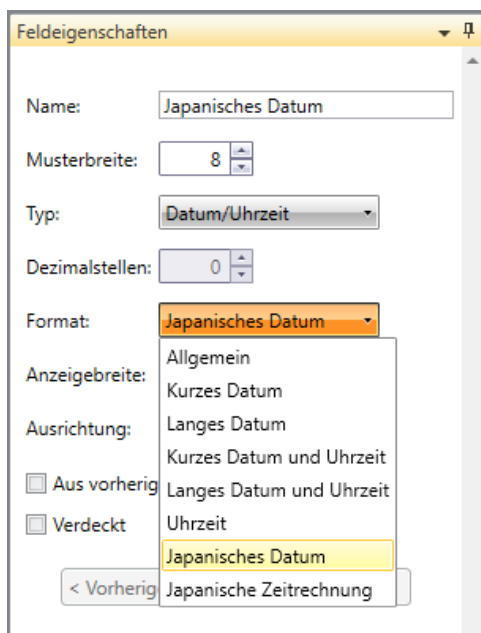 Feldeigenschaften
Name: Japanisches Datum
Musterbreite: 8
Typ: Datum/Uhrzeit
Dezimalstellen: 0
Format: Japanisches Datum
Allgemein
Anzeigebreite:
Kurzes Datum
Langes Datum
Ausrichtung:
Kurzes Datum und Uhrzeit
Aus vorherig
Langes Datum und Uhrzeit
Verdeckt
Uhrzeit
Japanisches Datum
< Vorherig
Japanische Zeitrechnung